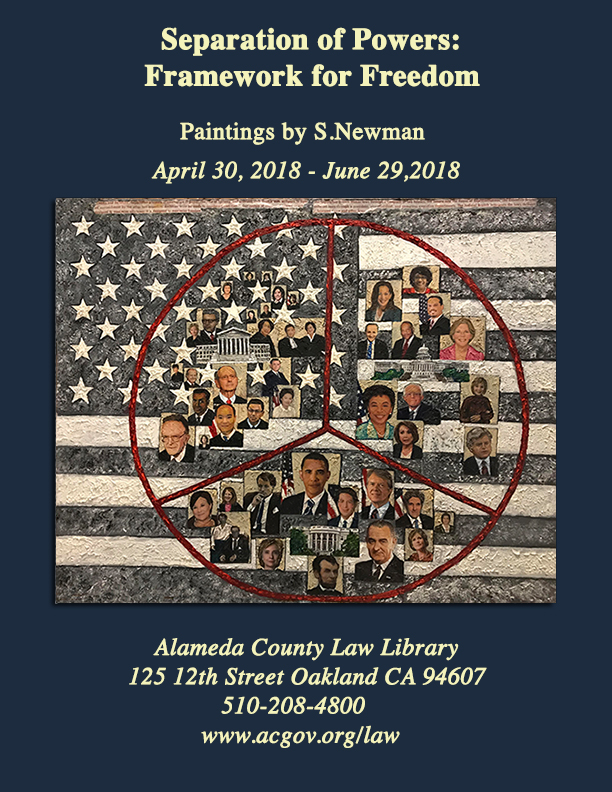 Separation of Powers:
Framework for Freedom
Paintings by S.Newman
April 30, 2018 - June 29,2018
Alameda County Law Library
125 12th Street Oakland CA 94607
510-208-4800
www.acgov.org/law